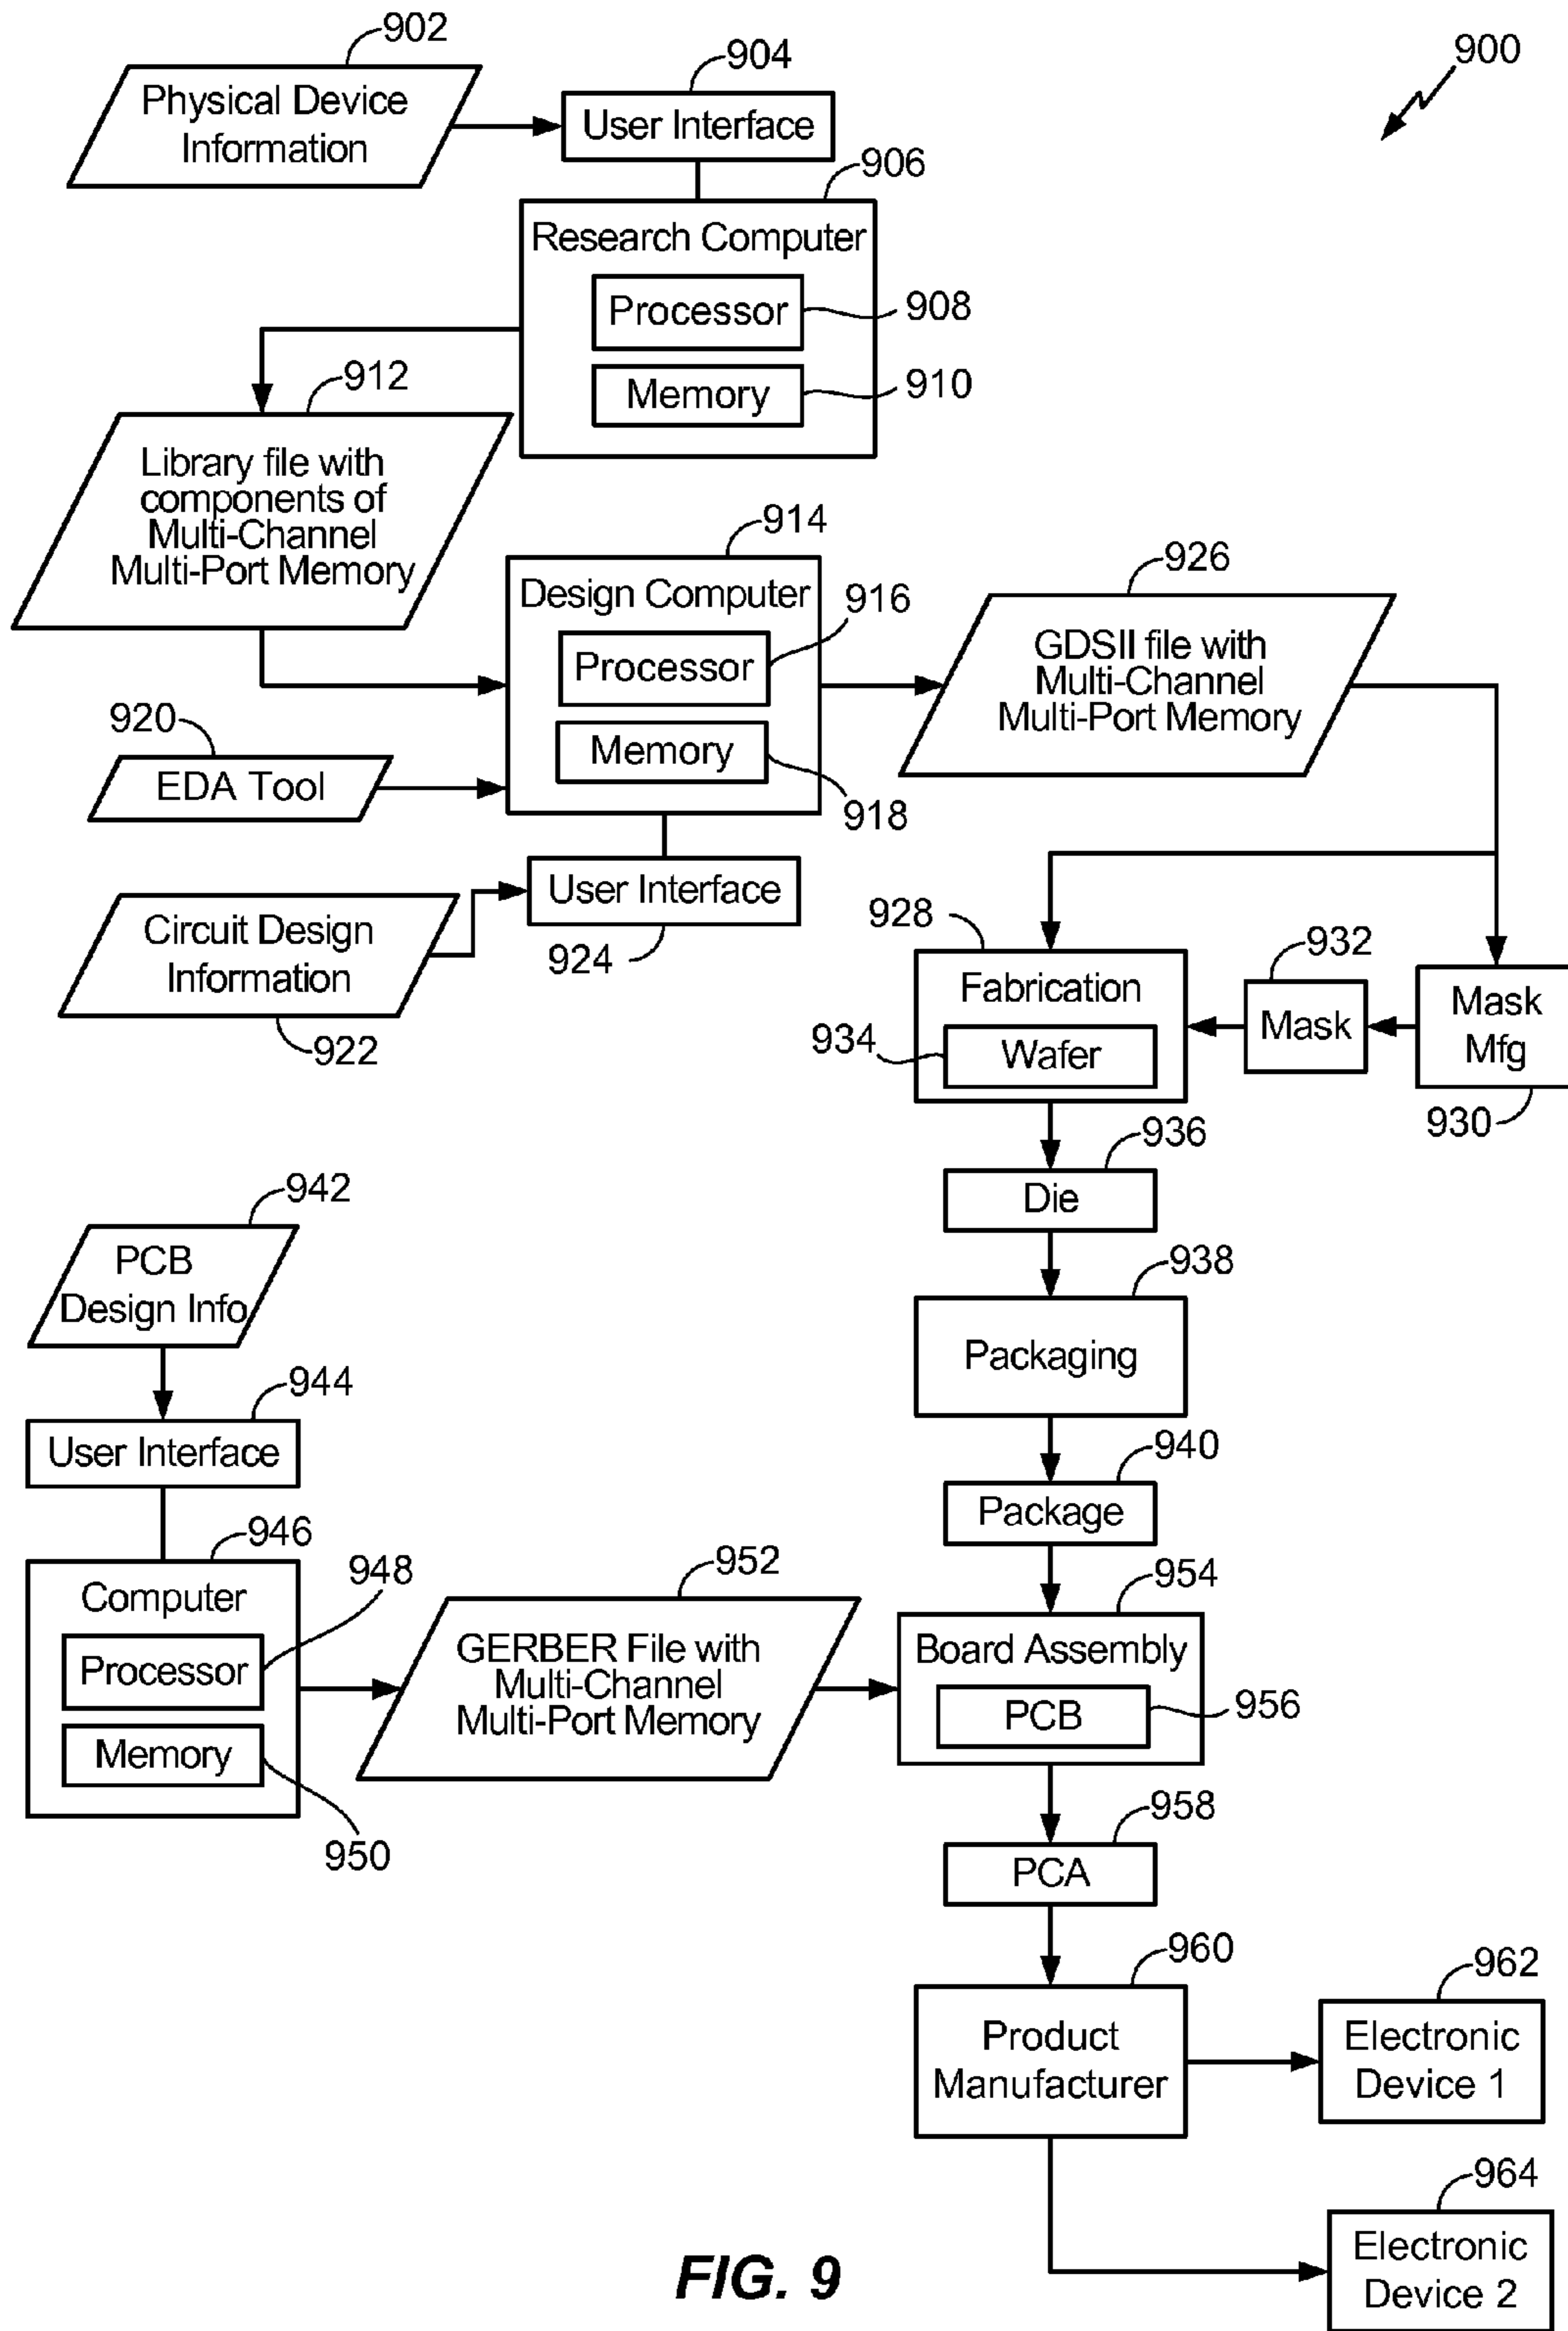 902
904
900
Physical Device
Information
User Interface
906
Research Computer
Processor
908
912
Memory
910
Library file with
components of
Multi-Channel
Multi-Port Memory
914
926
Design Computer
916
Processor
GDSII file with
Multi-Channel
Multi-Port Memory
920
EDA Tool
Memory
918
User Interface
Circuit Design
Information
924
922
928
932
Fabrication
934
Wafer
Mask
Mask
Mfg
930
936
Die
942
PCB
Design Info
938
Packaging
944
User Interface
940
Package
946
948
952
954
Computer
Processor
Memory
950
GERBER File with
Multi-Channel
Multi-Port Memory
Board Assembly
PCB
956
958
PCA
960
962
Product
Manufacturer
Electronic
Device 1
964
Electronic
Device 2
FIG. 9